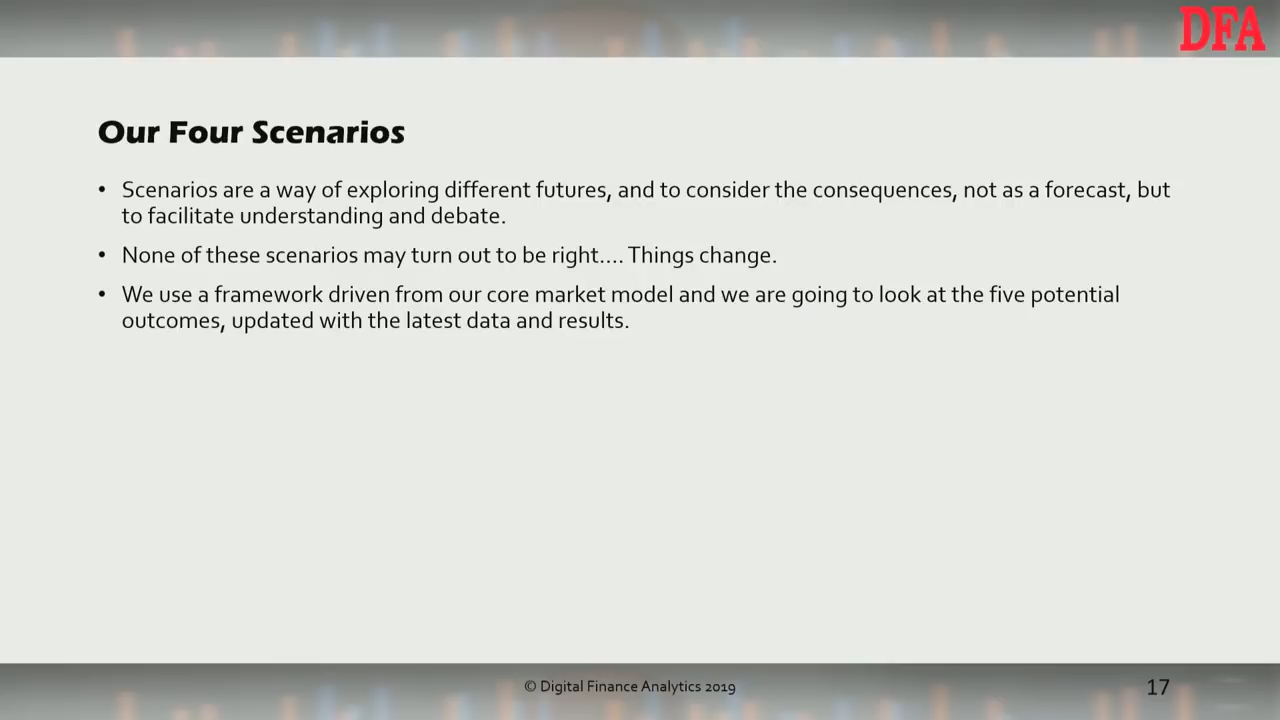 DFA
Our Four Scenarios
• Scenarios are a way of exploring different futures, and to consider the consequences, not as a forecast, but
to facilitate understanding and debate.
• None of these scenarios may turn out to be right.... Things change.
• We use a framework driven from our core market model and we are going to look at the five potential
outcomes, updated with the latest data and results.
© Digital Finance Analytics 2019
17